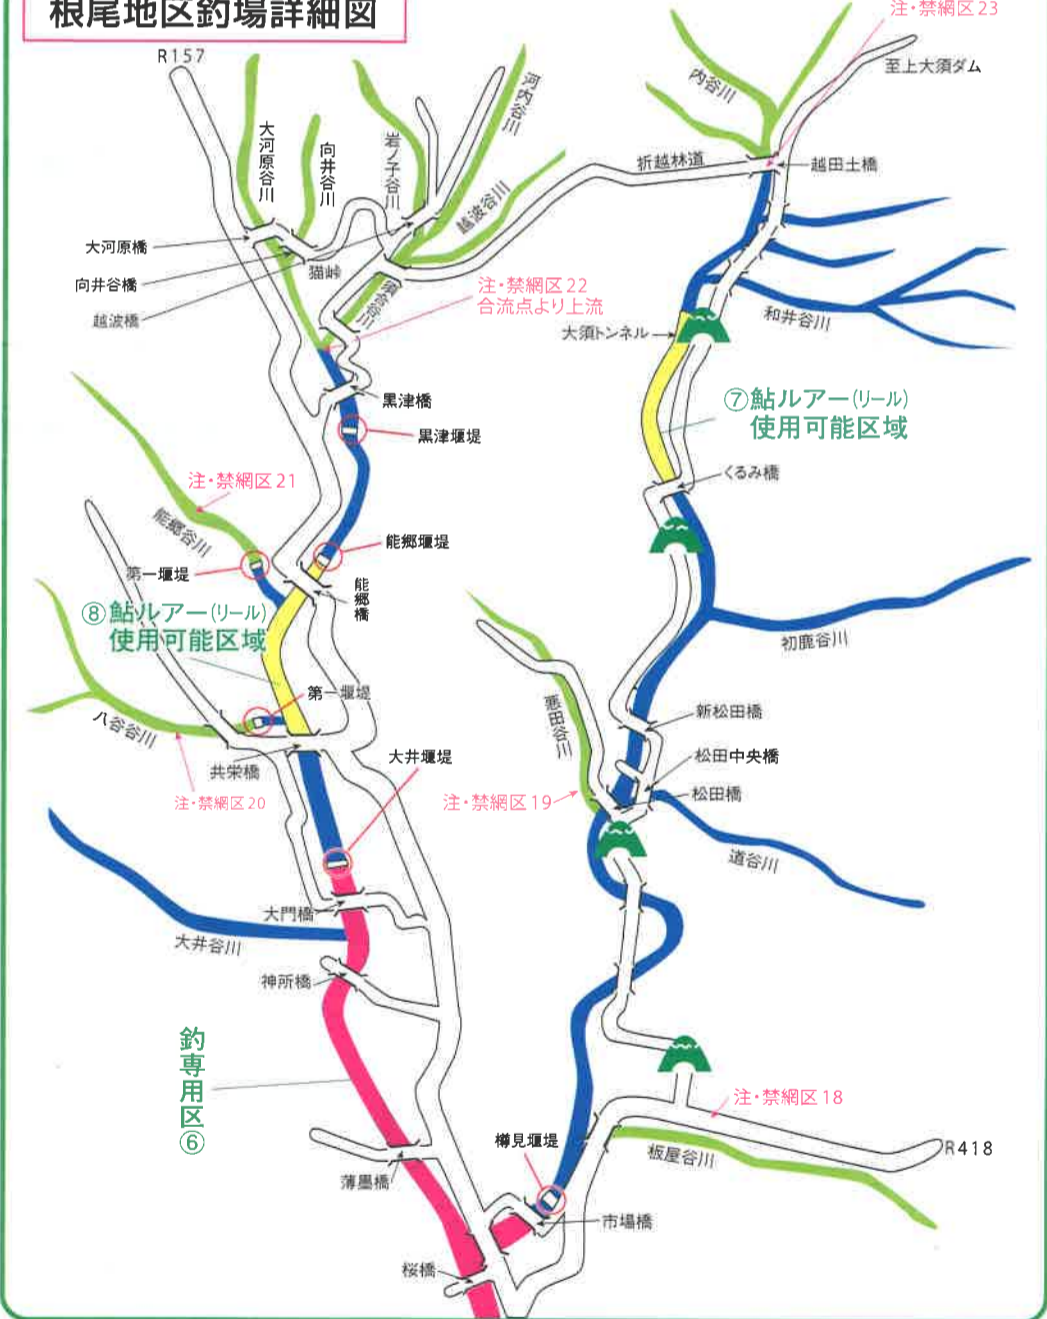 根尾地区釣場詳細図
注・禁網区23
R157
至上大須ダム
内谷川
河内谷川
大河原谷川
向井谷川
岩ノ子谷川
折越林道
越田土橋
越波谷川
大河原橋
向井谷橋
猫峠
越波橋
須合谷川
注・禁網区22
合流点より上流
大須トンネル
和井谷川
黒津橋
⑦鮎ルアー(リール)
使用可能区域
黒津堰堤
くるみ橋
注・禁網区21
能郷谷川
能郷堰堤
第一堰堤
能郷橋
⑧鮎ルアー(リール)
使用可能区域
初鹿谷川
第一堰堤
悪田谷川
新松田橋
八谷谷川
共栄橋
大井堰堤
松田中央橋
注・禁網区20
注・禁網区19
松田橋
道谷川
大門橋
大井谷川
神所橋
釣専用区⑥
注・禁網区18
樽見堰堤
板屋谷川
R418
薄墨橋
市場橋
桜橋